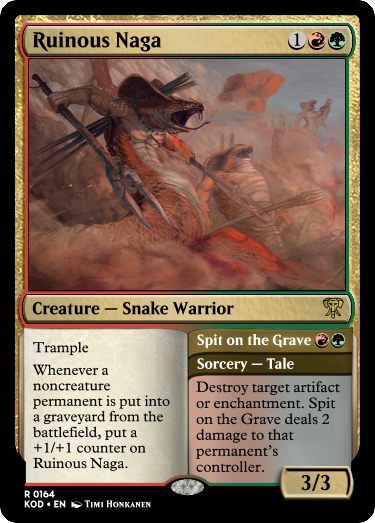 Ruinous Naga 1
Creature — Snake Warrior
Trample
Whenever a
noncreature
permanent is put into
a graveyard from the
battlefield, put a
+1/+1 counter on
Ruinous Naga.
Spit on the Grave
Sorcery — Tale
Destroy target artifact
or enchantment. Spit
on the Grave deals 2
damage to that
permanent's
controller.
3/3
R 0164
KOD • EN Timi Honkanen